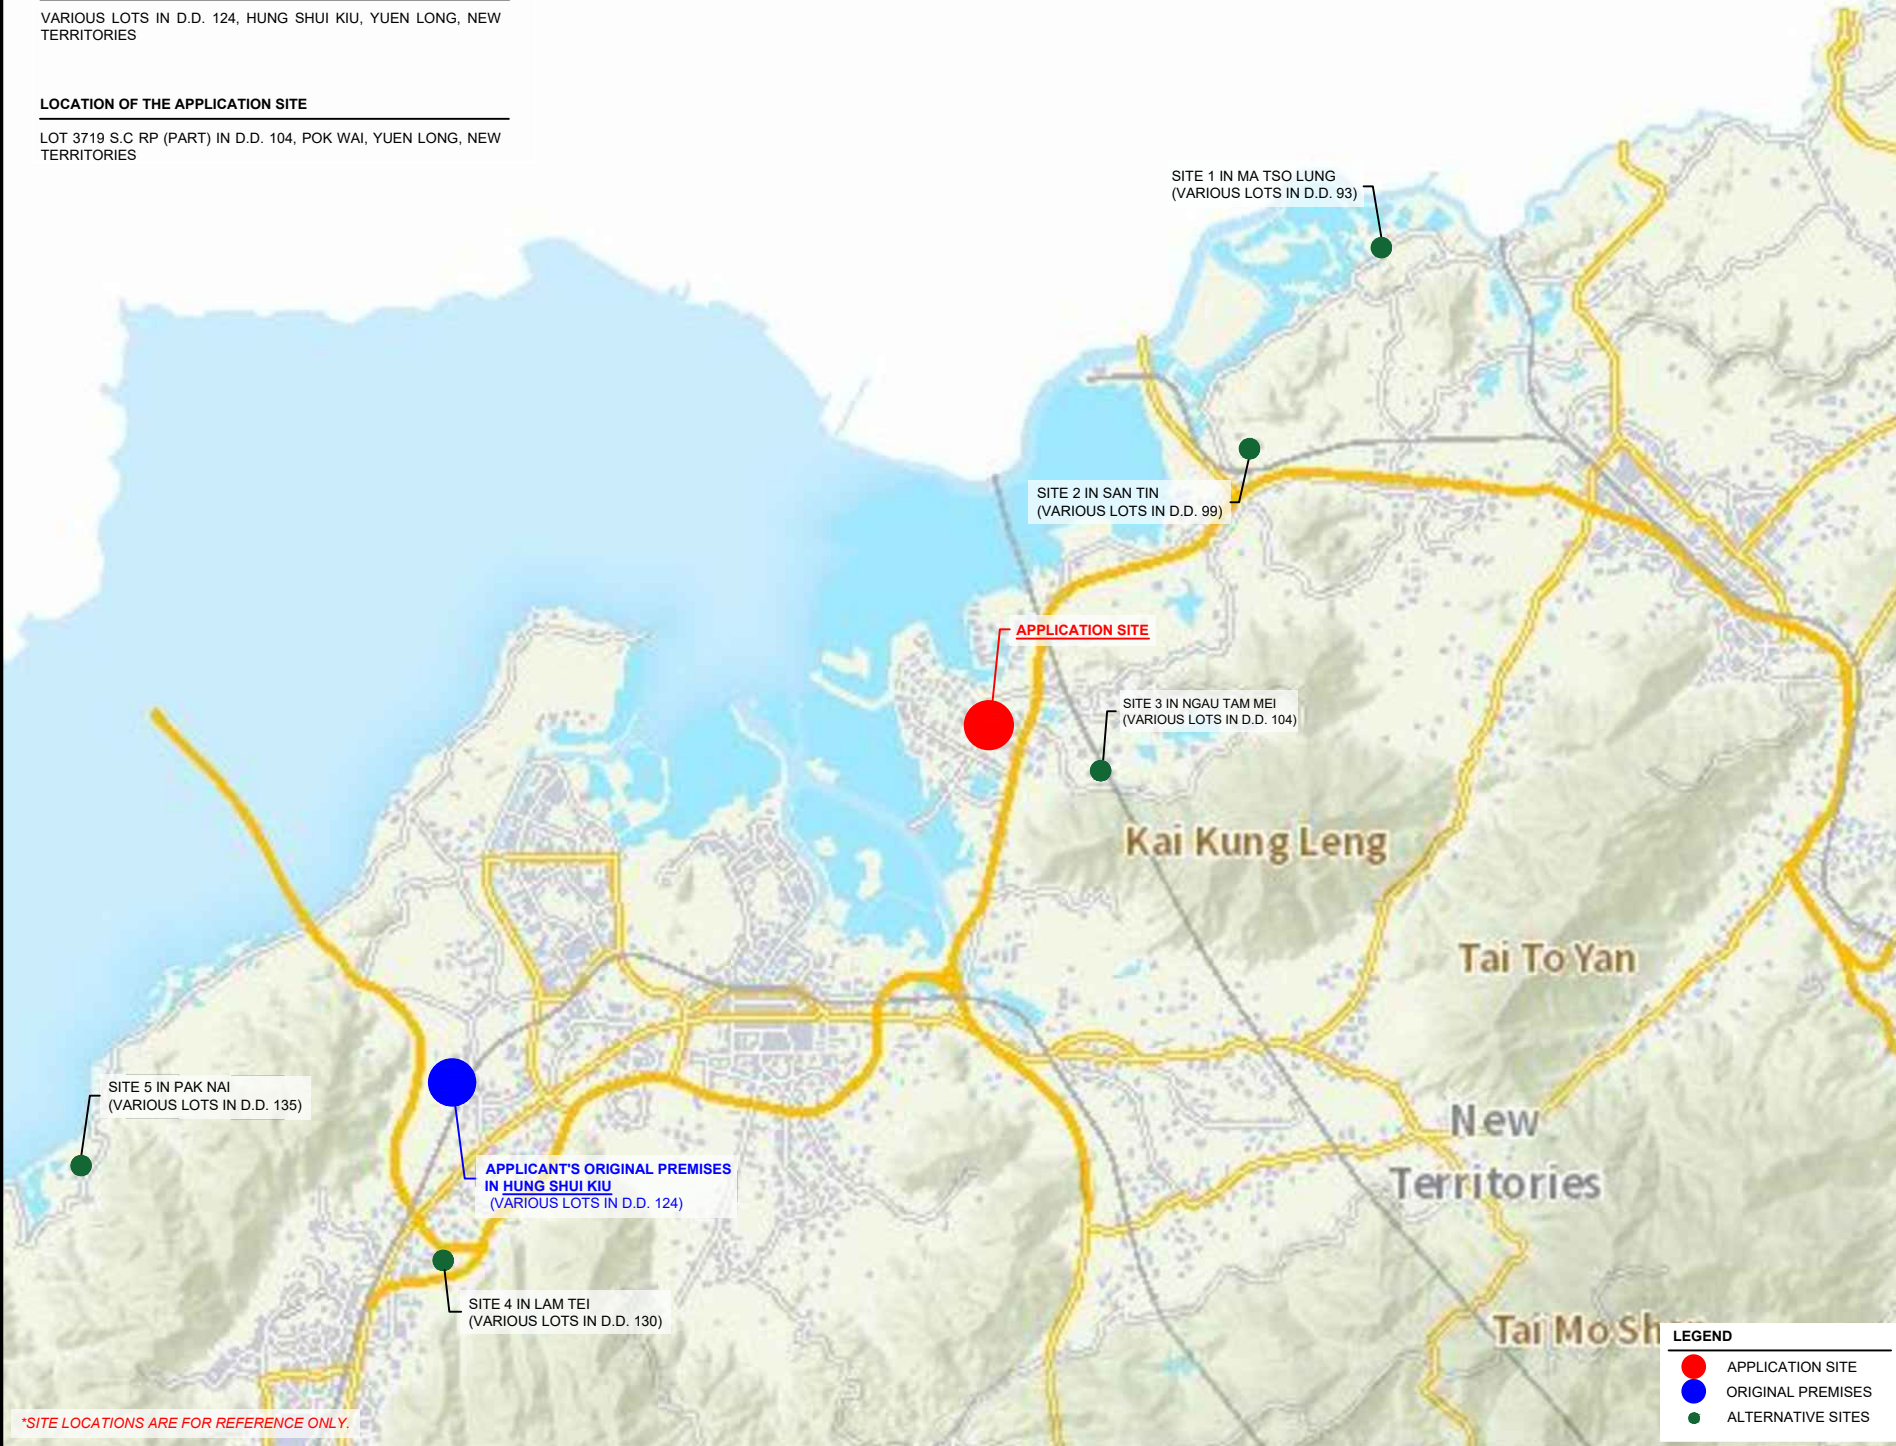 VARIOUS LOTS IN D.D. 124, HUNG SHUI KIU, YUEN LONG, NEW
TERRITORIES
LOCATION OF THE APPLICATION SITE
LOT 3719 S.C RP (PART) IN D.D. 104, POK WAI, YUEN LONG, NEW
TERRITORIES
SITE 1 IN MA TSO LUNG
(VARIOUS LOTS IN D.D. 93)
SITE 2 IN SAN TIN
(VARIOUS LOTS IN D.D. 99)
APPLICATION SITE
SITE 3 IN NGAU TAM MEI
(VARIOUS LOTS IN D.D. 104)
Kai Kung Leng
Tai To Yan
SITE 5 IN PAK NAI
(VARIOUS LOTS IN D.D. 135)
New
Territories
APPLICANT'S ORIGINAL PREMISES
IN HUNG SHUI KIU
(VARIOUS LOTS IN D.D. 124)
SITE 4 IN LAM TEI
(VARIOUS LOTS IN D.D. 130)
Tai Mo Sh
LEGEND
APPLICATION SITE
ORIGINAL PREMISES
ALTERNATIVE SITES
*SITE LOCATIONS ARE FOR REFERENCE ONLY.